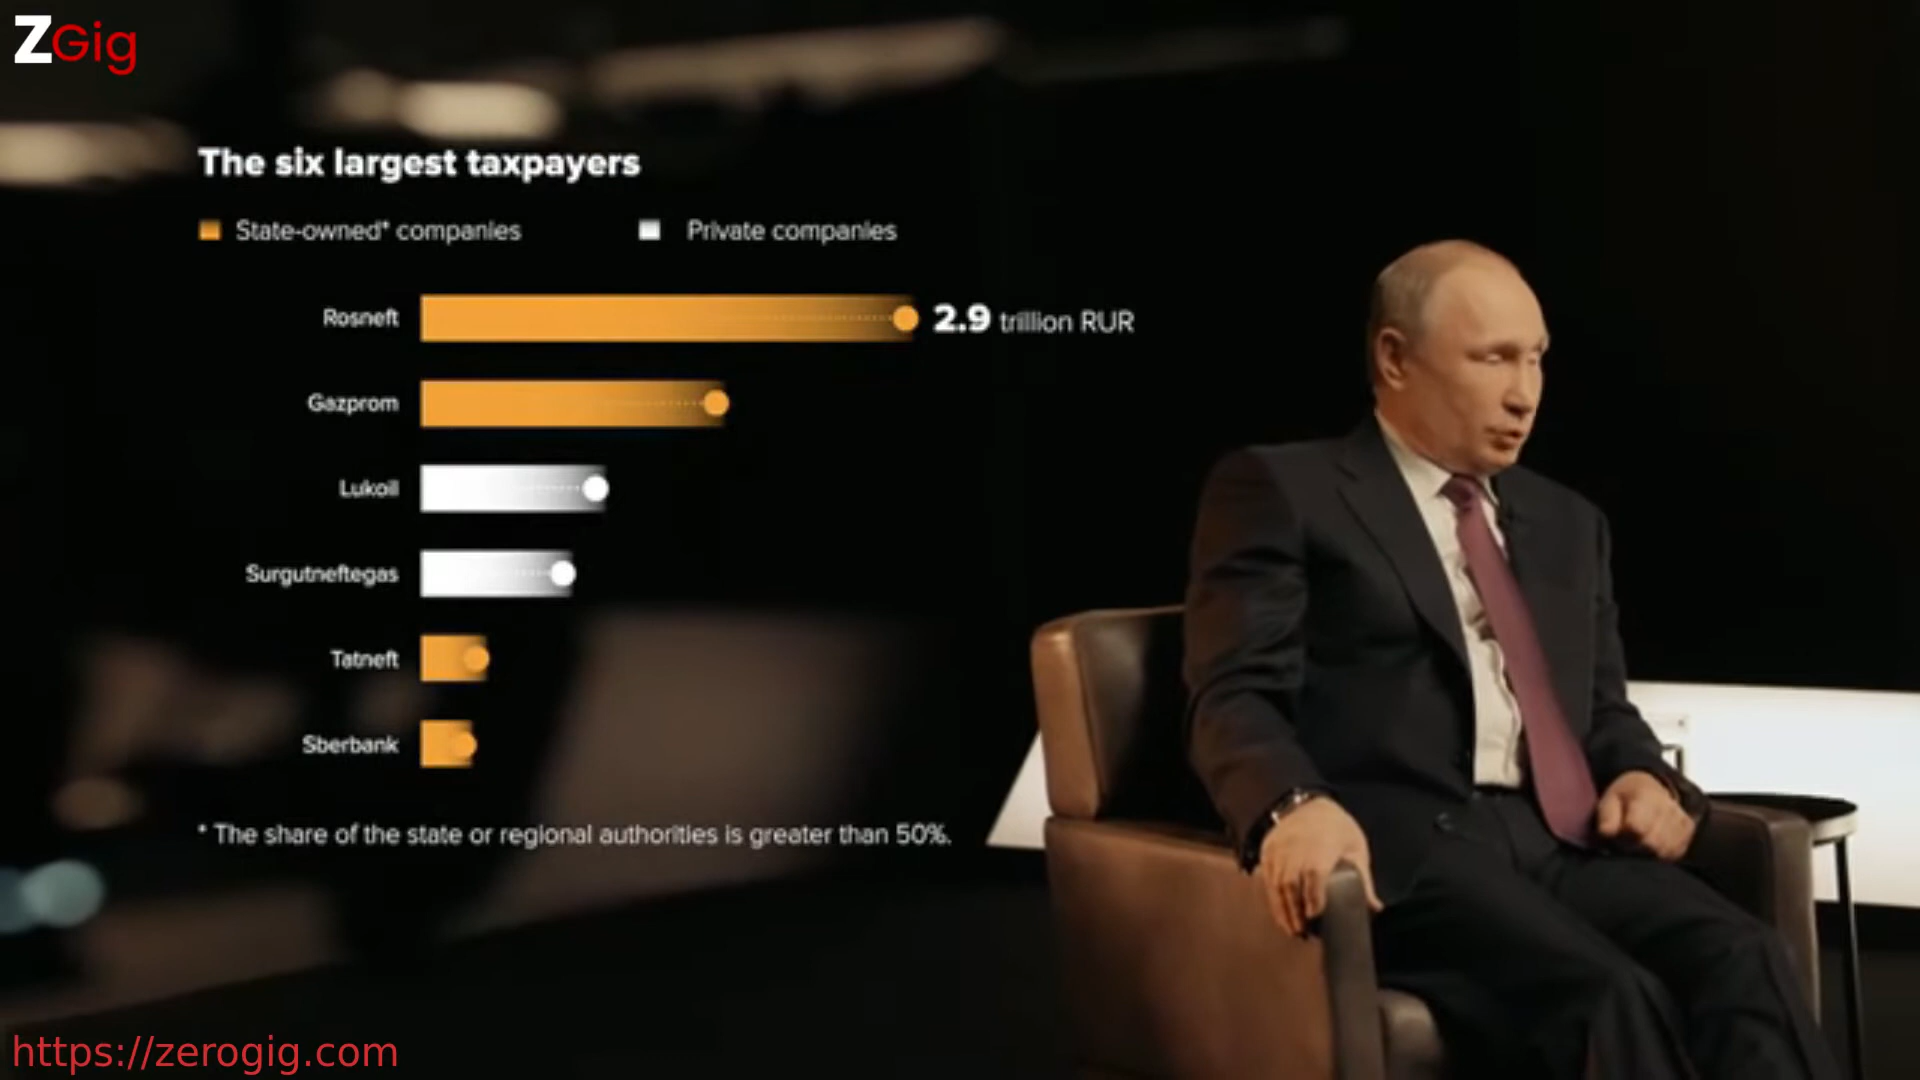 ZGig
The six largest taxpayers
State-owned* companies Private companies
Rosneft 2.9 trillion RUR
Gazprom
Lukoil
Surgutneftegas
Tatneft
Sberbank
* The share of the state or regional authorities is greater than 50%.
https://zerogig.com